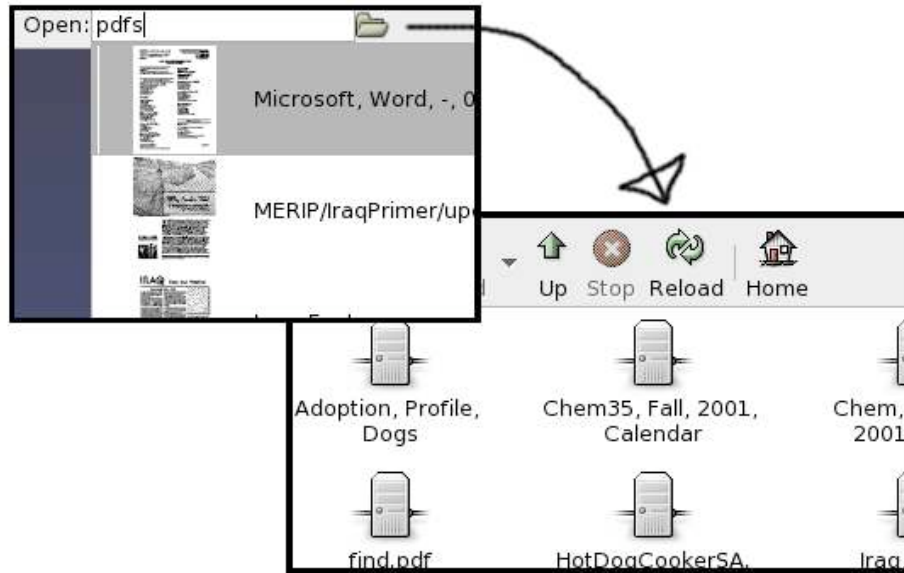 Open: pdfs
Microsoft, Word, -, 0
MERIP/IraqPrimer/up
Up Stop Reload Home
Adoption, Profile,
Dogs
Chem35, Fall, 2001,
Calendar
Chem,
2001
find.pdf
HotDogCookerSA,
Iraq